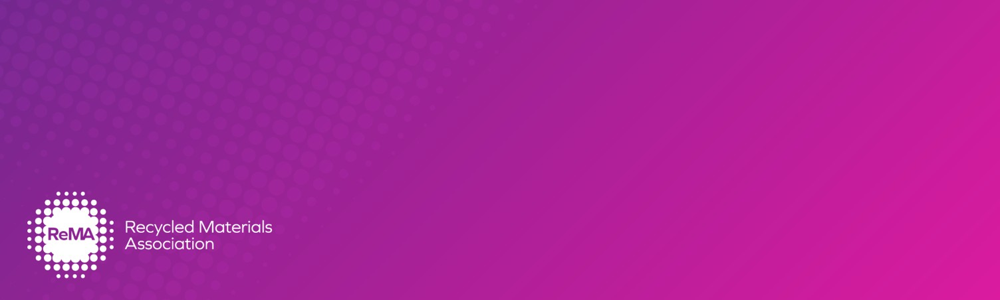 ReMA
Recycled Materials
Association